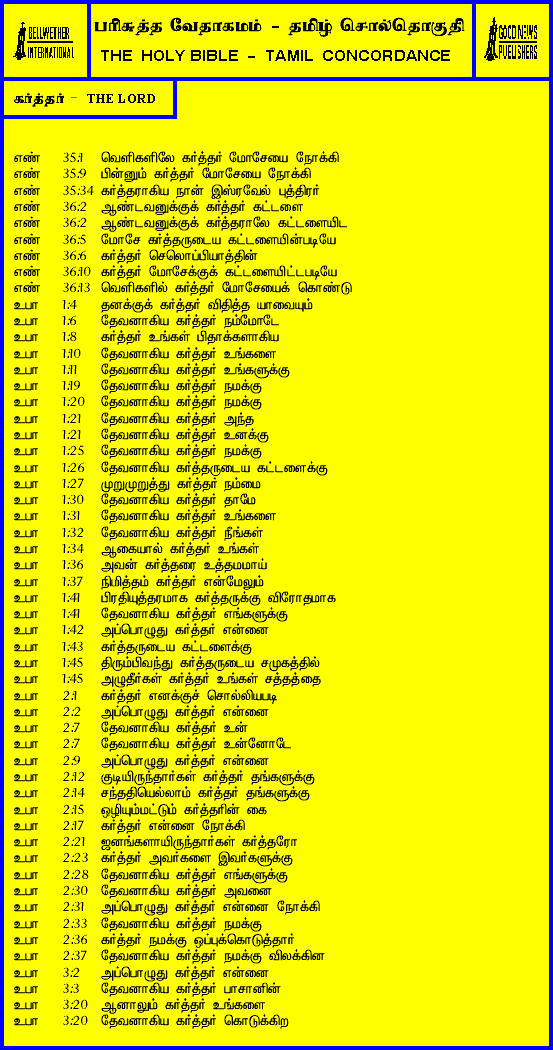 BELLWETHER
INTERNATIONAL
பரிசுத்த வேதாகமம் - தமிழ் சொல்தொகுதி
THE HOLY BIBLE - TAMIL CONCORDANCE
GOOD NEWS
PUBLISHERS
கர்த்தர் - THE LORD
எண் 35:1 வெளிகளிலே கர்த்தர் மோசேயை நோக்கி
எண் 35:9 பின்னும் கர்த்தர் மோசேயை நோக்கி
எண் 35:34 கர்த்தராகிய நான் இஸ்ரவேல் புத்திரர்
எண் 36:2 ஆண்டவனுக்குக் கர்த்தர் கட்டளை
எண் 36:2 ஆண்டவனுக்குக் கர்த்தராலே கட்டளையிட
எண் 36:5 மோசே கர்த்தருடைய கட்டளையின்படியே
எண் 36:6 கர்த்தர் செலொப்பியாத்தின்
எண் 36:10 கர்த்தர் மோசேக்குக் கட்டளையிட்டபடியே
எண் 36:13 வெளிகளில் கர்த்தர் மோசேயைக் கொண்டு
உபா 1:4 தனக்குக் கர்த்தர் விதித்த யாவையும்
உபா 1:6 தேவனாகிய கர்த்தர் நம்மோடே
உபா 1:8 கர்த்தர் உங்கள் பிதாக்களாகிய
உபா 1:10 தேவனாகிய கர்த்தர் உங்களை
உபா 1:11 தேவனாகிய கர்த்தர் உங்களுக்கு
உபா 1:19 தேவனாகிய கர்த்தர் நமக்கு
உபா 1:20 தேவனாகிய கர்த்தர் நமக்கு
உபா 1:21 தேவனாகிய கர்த்தர் அந்த
உபா 1:21 தேவனாகிய கர்த்தர் உனக்கு
உபா 1:25 தேவனாகிய கர்த்தர் நமக்கு
உபா 1:26 தேவனாகிய கர்த்தருடைய கட்டளைக்கு
உபா 1:27 முறுமுறுத்து கர்த்தர் நம்மை
உபா 1:30 தேவனாகிய கர்த்தர் தாமே
உபா 1:31 தேவனாகிய கர்த்தர் உங்களை
உபா 1:32 தேவனாகிய கர்த்தர் நீங்கள்
உபா 1:34 ஆகையால் கர்த்தர் உங்கள்
உபா 1:36 அவன் கர்த்தரை உத்தமமாய்
உபா 1:37 நிமித்தம் கர்த்தர் என்மேலும்
உபா 1:41 பிரதியுத்தரமாக கர்த்தருக்கு விரோதமாக
உபா 1:41 தேவனாகிய கர்த்தர் எங்களுக்கு
உபா 1:42 அப்பொழுது கர்த்தர் என்னை
உபா 1:43 கர்த்தருடைய கட்டளைக்கு
உபா 1:45 திரும்பிவந்து கர்த்தருடைய சமுகத்தில்
உபா 1:45 அழுதீர்கள் கர்த்தர் உங்கள் சத்தத்தை
உபா 2:1 கர்த்தர் எனக்குச் சொல்லியபடி
உபா 2:2 அப்பொழுது கர்த்தர் என்னை
உபா 2:7 தேவனாகிய கர்த்தர் உன்
உபா 2:7 தேவனாகிய கர்த்தர் உன்னோடே
உபா 2:9 அப்பொழுது கர்த்தர் என்னை
உபா 2:12 குடியிருந்தார்கள் கர்த்தர் தங்களுக்கு
உபா 2:14 சந்ததியெல்லாம் கர்த்தர் தங்களுக்கு
உபா 2:15 ஒழியும்மட்டும் கர்த்தரின் கை
உபா 2:17 கர்த்தர் என்னை நோக்கி
உபா 2:21 ஜனங்களாயிருந்தார்கள் கர்த்தரோ
உபா 2:23 கர்த்தர் அவர்களை இவர்களுக்கு
உபா 2:28 தேவனாகிய கர்த்தர் எங்களுக்கு
உபா 2:30 தேவனாகிய கர்த்தர் அவனை
உபா 2:31 அப்பொழுது கர்த்தர் என்னை நோக்கி
உபா 2:33 தேவனாகிய கர்த்தர் நமக்கு
உபா 2:36 கர்த்தர் நமக்கு ஒப்புக்கொடுத்தார்
உபா 2:37 தேவனாகிய கர்த்தர் நமக்கு விலக்கின
உபா 3:2 அப்பொழுது கர்த்தர் என்னை
உபா 3:3 தேவனாகிய கர்த்தர் பாசானின்
உபா 3:20 ஆனாலும் கர்த்தர் உங்களை
உபா 3:20 தேவனாகிய கர்த்தர் கொடுக்கிற